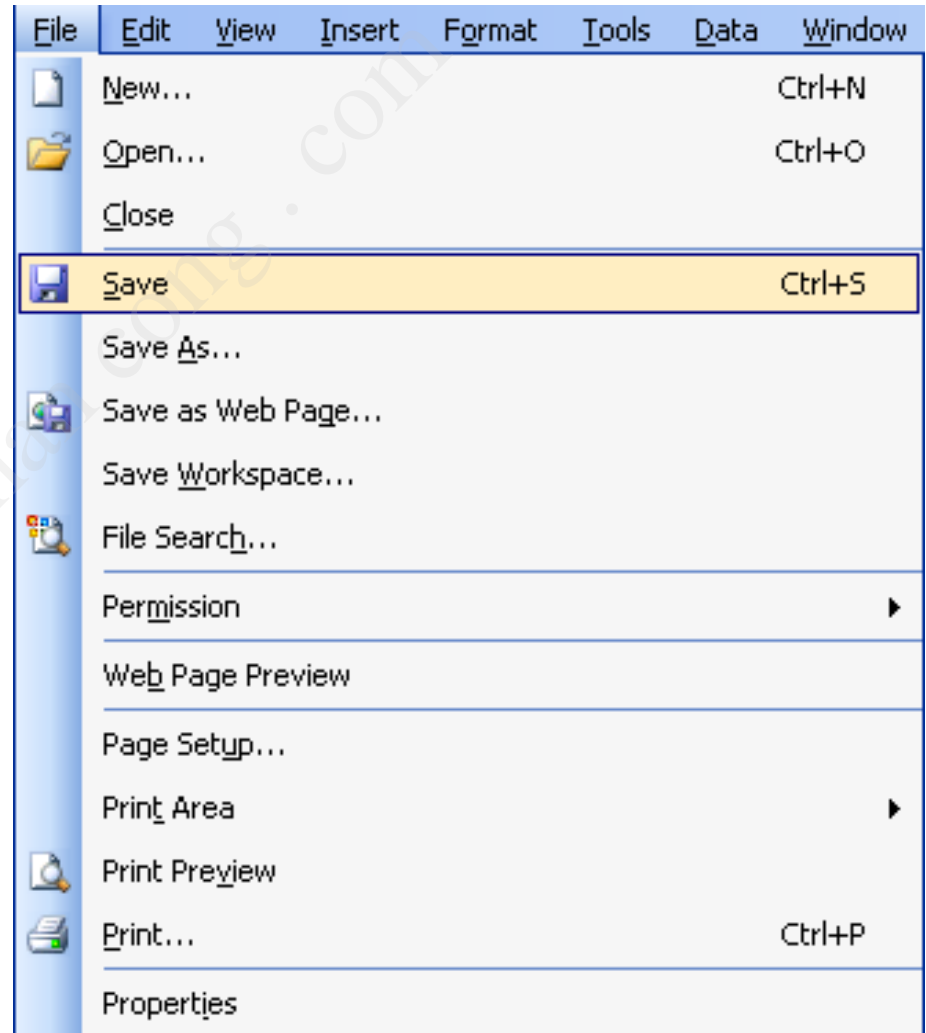 File Edit View Insert Format Tools Data Window
New... Ctrl+N
Open... Ctrl+O
Close
Save Ctrl+S
Save As...
Save as Web Page...
Save Workspace...
File Search...
Permission
Web Page Preview
Page Setup...
Print Area
Print Preview
Print... Ctrl+P
Properties
cong . com